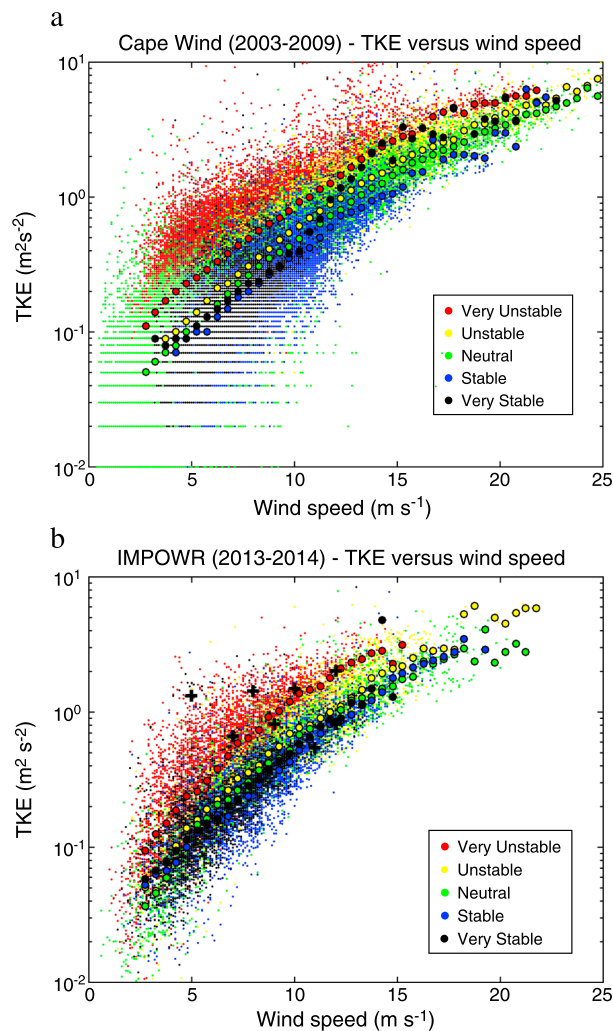 a
Cape Wind (2003-2009) - TKE versus wind speed
10¹
10⁰
10⁻¹
10⁻²
TKE (m²s⁻²)
Very Unstable
Unstable
Neutral
Stable
Very Stable
0 5 10 15 20 25
Wind speed (m s⁻¹)
b
IMPOWR (2013-2014) - TKE versus wind speed
10¹
10⁰
10⁻¹
10⁻²
TKE (m² s⁻²)
Very Unstable
Unstable
Neutral
Stable
Very Stable
0 5 10 15 20 25
Wind speed (m s⁻¹)